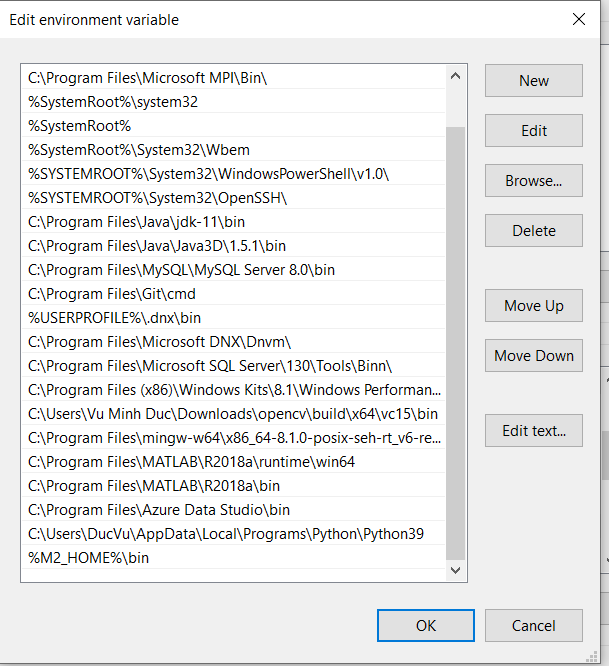 Edit environment variable
C:\Program Files\Microsoft MPI\Bin\
%SystemRoot%\system32
%SystemRoot%
%SystemRoot%\System32\Wbem
%SYSTEMROOT%\System32\WindowsPowerShell\v1.0\
%SYSTEMROOT%\System32\OpenSSH\
C:\Program Files\Java\jdk-11\bin
C:\Program Files\Java\Java3D\1.5.1\bin
C:\Program Files\MySQL\MySQL Server 8.0\bin
C:\Program Files\Git\cmd
%USERPROFILE%\.dnx\bin
C:\Program Files\Microsoft DNX\Dnvm\
C:\Program Files\Microsoft SQL Server\130\Tools\Binn\
C:\Program Files (x86)\Windows Kits\8.1\Windows Performan...
C:\Users\Vu Minh Duc\Downloads\opencv\build\x64\vc15\bin
C:\Program Files\mingw-w64\x86_64-8.1.0-posix-seh-rt_v6-re...
C:\Program Files\MATLAB\R2018a\runtime\win64
C:\Program Files\MATLAB\R2018a\bin
C:\Program Files\Azure Data Studio\bin
C:\Users\DucVu\AppData\Local\Programs\Python\Python39
%M2_HOME%\bin
New
Edit
Browse...
Delete
Move Up
Move Down
Edit text...
OK
Cancel